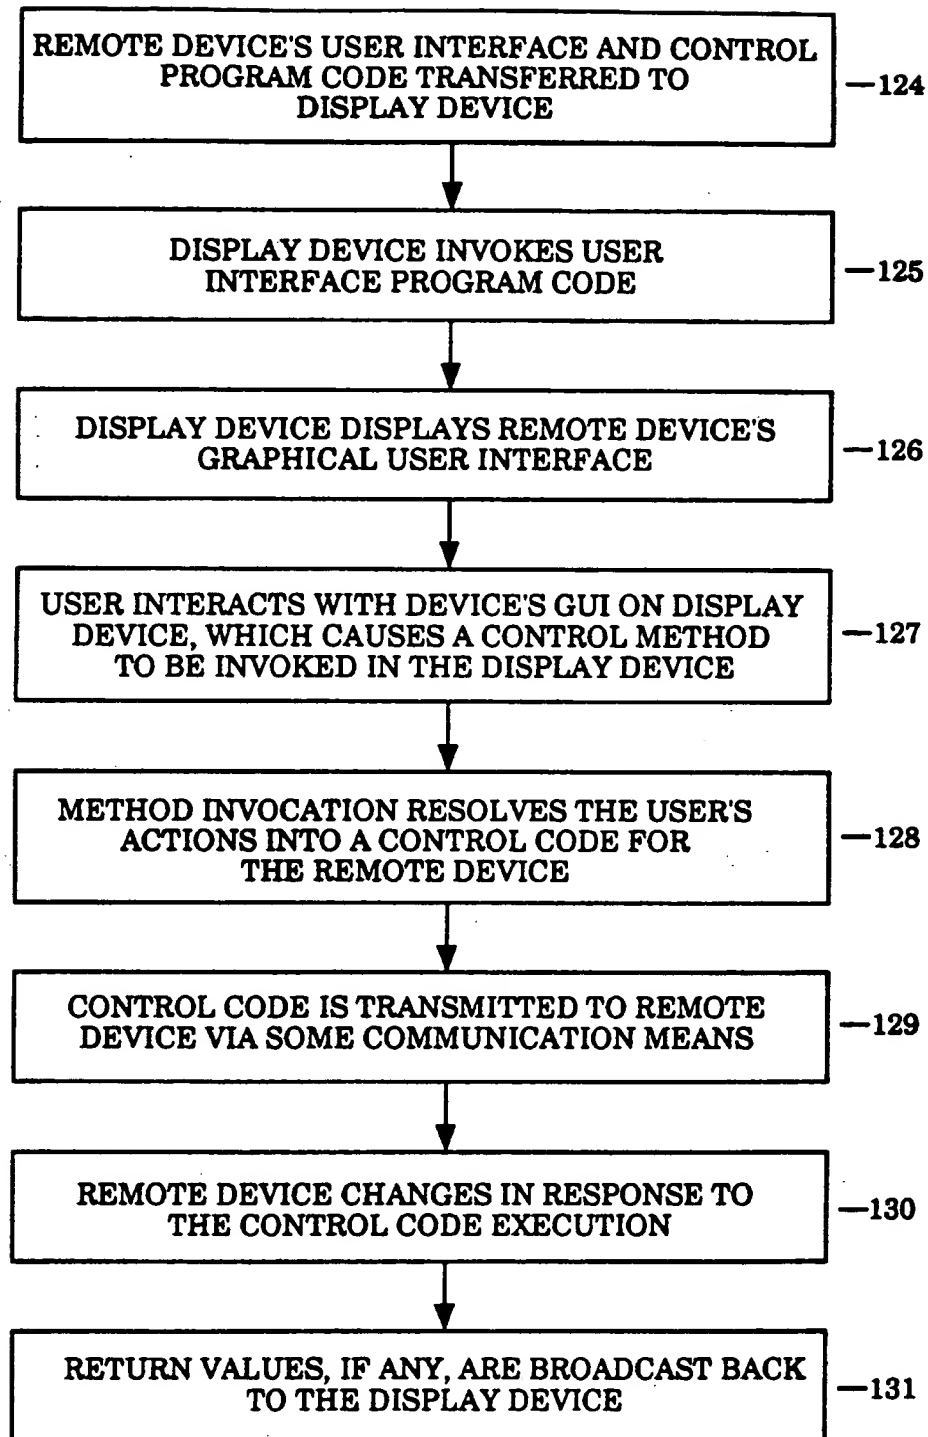 REMOTE DEVICE'S USER INTERFACE AND CONTROL
PROGRAM CODE TRANSFERRED TO
DISPLAY DEVICE
124
DISPLAY DEVICE INVOKES USER
INTERFACE PROGRAM CODE
125
DISPLAY DEVICE DISPLAYS REMOTE DEVICE'S
GRAPHICAL USER INTERFACE
126
USER INTERACTS WITH DEVICE'S GUI ON DISPLAY
DEVICE, WHICH CAUSES A CONTROL METHOD
TO BE INVOKED IN THE DISPLAY DEVICE
127
METHOD INVOCATION RESOLVES THE USER'S
ACTIONS INTO A CONTROL CODE FOR
THE REMOTE DEVICE
128
CONTROL CODE IS TRANSMITTED TO REMOTE
DEVICE VIA SOME COMMUNICATION MEANS
129
REMOTE DEVICE CHANGES IN RESPONSE TO
THE CONTROL CODE EXECUTION
130
RETURN VALUES, IF ANY, ARE BROADCAST BACK
TO THE DISPLAY DEVICE
131